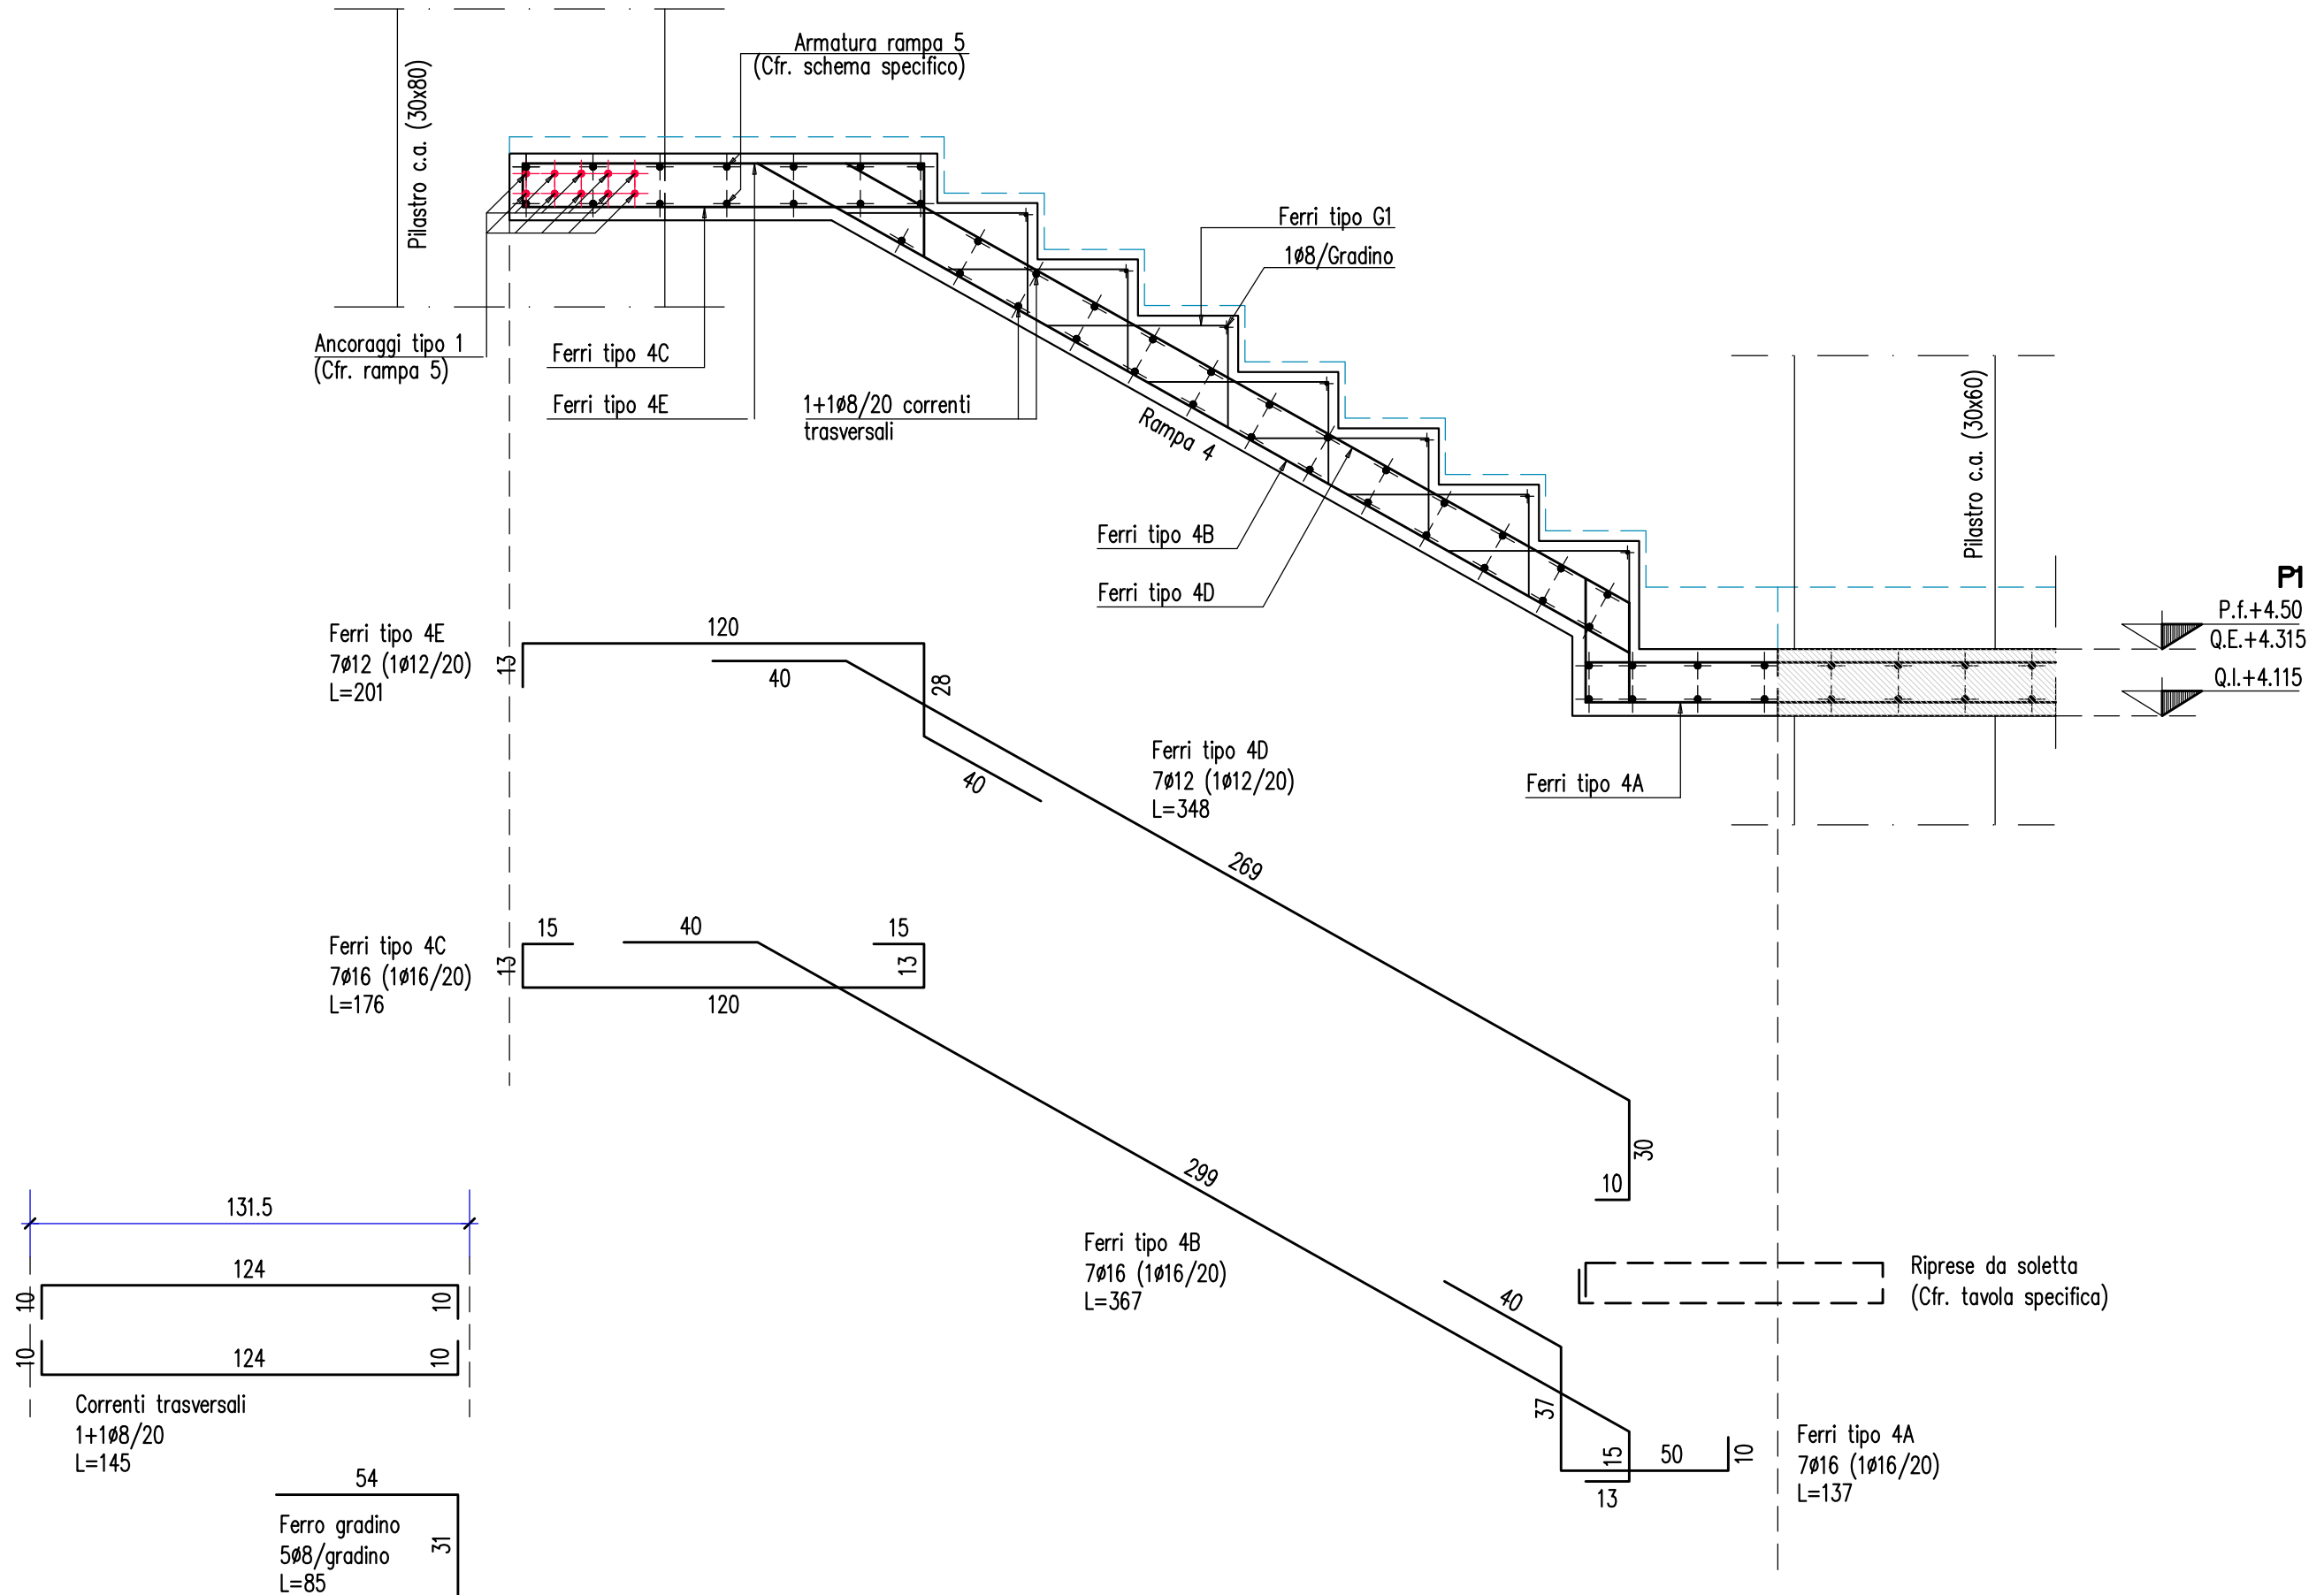 Armatura rampa 5
(Cfr. schema specifico)
Pilastro c.a. (30x80)
Ferri tipo G1
1ø8/Gradino
Ancoraggi tipo 1
(Cfr. rampa 5)
Ferri tipo 4C
Ferri tipo 4E
1+1ø8/20 correnti
trasversali
Rampa 4
Pilastro c.a. (30x60)
Ferri tipo 4B
Ferri tipo 4D
P1
P.f.+4.50
Q.E.+4.315
Q.I.+4.115
Ferri tipo 4A
Ferri tipo 4E
7ø12 (1ø12/20)
L=201
13
120
40
28
40
Ferri tipo 4D
7ø12 (1ø12/20)
L=348
269
30
10
Ferri tipo 4C
7ø16 (1ø16/20)
L=176
15
13
40
15
13
120
299
Ferri tipo 4B
7ø16 (1ø16/20)
L=367
40
37
15
50
10
13
Riprese da soletta
(Cfr. tavola specifica)
Ferri tipo 4A
7ø16 (1ø16/20)
L=137
131.5
124
10
10
10
124
10
Correnti trasversali
1+1ø8/20
L=145
54
Ferro gradino
5ø8/gradino
L=85
31